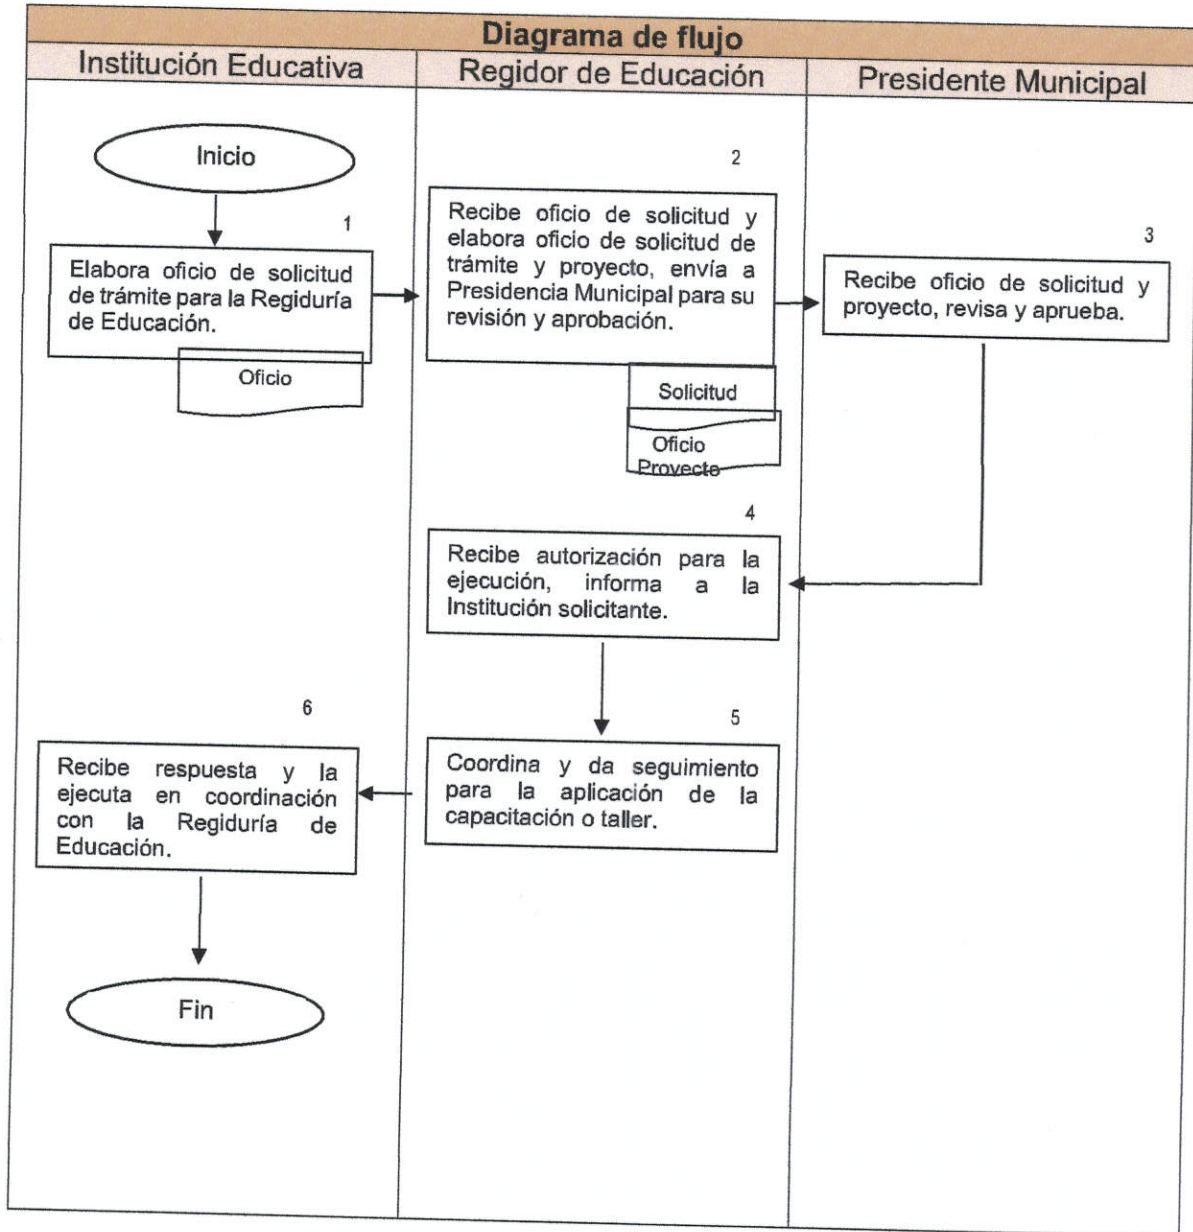 Diagrama de flujo
Institución Educativa
Regidor de Educación
Presidente Municipal
Inicio
1
Elabora oficio de solicitud
de trámite para la Regiduría
de Educación.
Oficio
2
Recibe oficio de solicitud y
elabora oficio de solicitud de
trámite y proyecto, envía a
Presidencia Municipal para su
revisión y aprobación.
Solicitud
Oficio
Proyecto
3
Recibe oficio de solicitud y
proyecto, revisa y aprueba.
4
Recibe autorización para la
ejecución, informa a la
Institución solicitante.
5
Coordina y da seguimiento
para la aplicación de la
capacitación o taller.
6
Recibe respuesta y la
ejecuta en coordinación
con la Regiduría de
Educación.
Fin